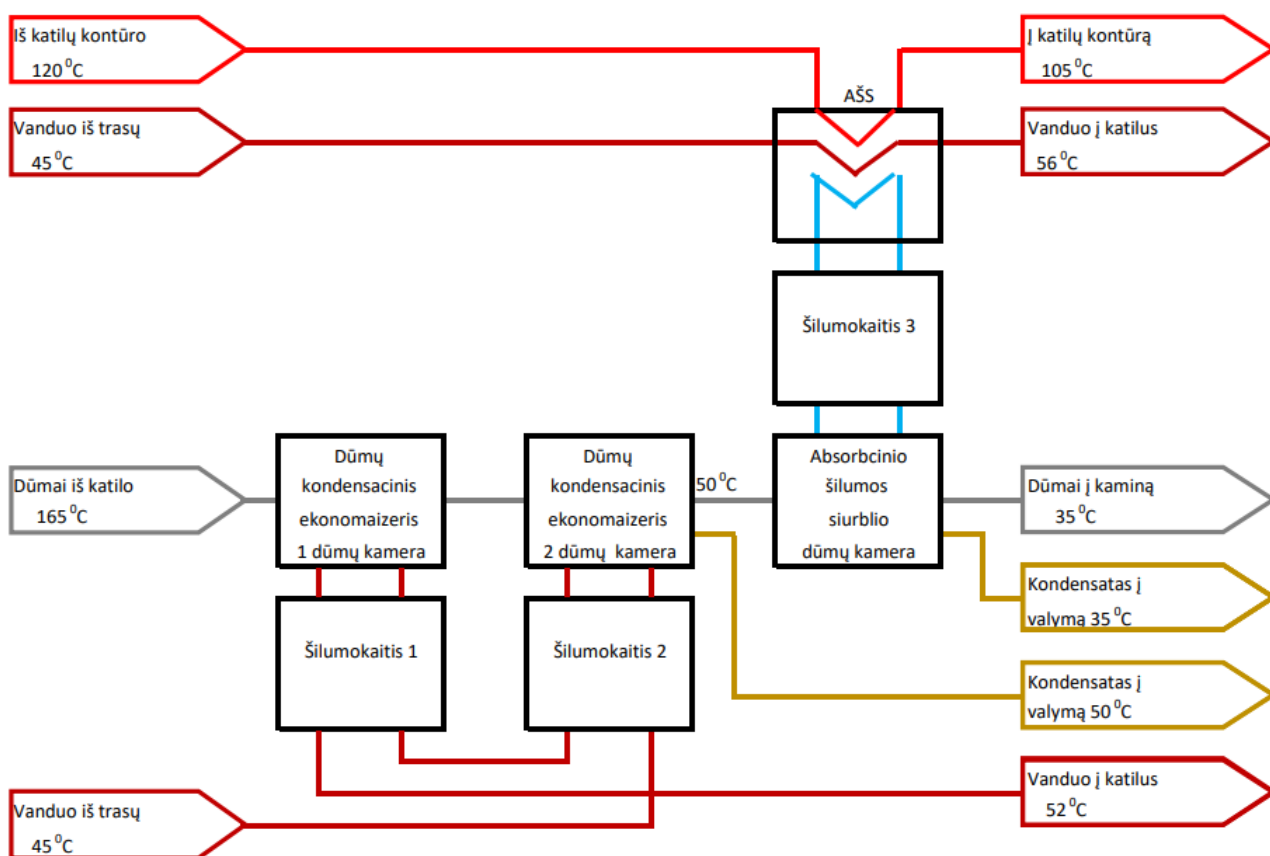 Iš katilų kontūro
120 ⁰C
Į katilų kontūrą
105 ⁰C
AŠS
Vanduo iš trasų
45 ⁰C
Vanduo į katilus
56 ⁰C
Šilumokaitis 3
Dūmai iš katilo
165 ⁰C
Dūmų
kondensacinis
ekonomaizeris
1 dūmų kamera
Dūmų
kondensacinis
ekonomaizeris
2 dūmų kamera
50 ⁰C
Absorbcinio
šilumos
siurblio
dūmų kamera
Dūmai į kaminą
35 ⁰C
Kondensatas į
valymą 35 ⁰C
Šilumokaitis 1
Šilumokaitis 2
Kondensatas į
valymą 50 ⁰C
Vanduo į katilus
52 ⁰C
Vanduo iš trasų
45 ⁰C